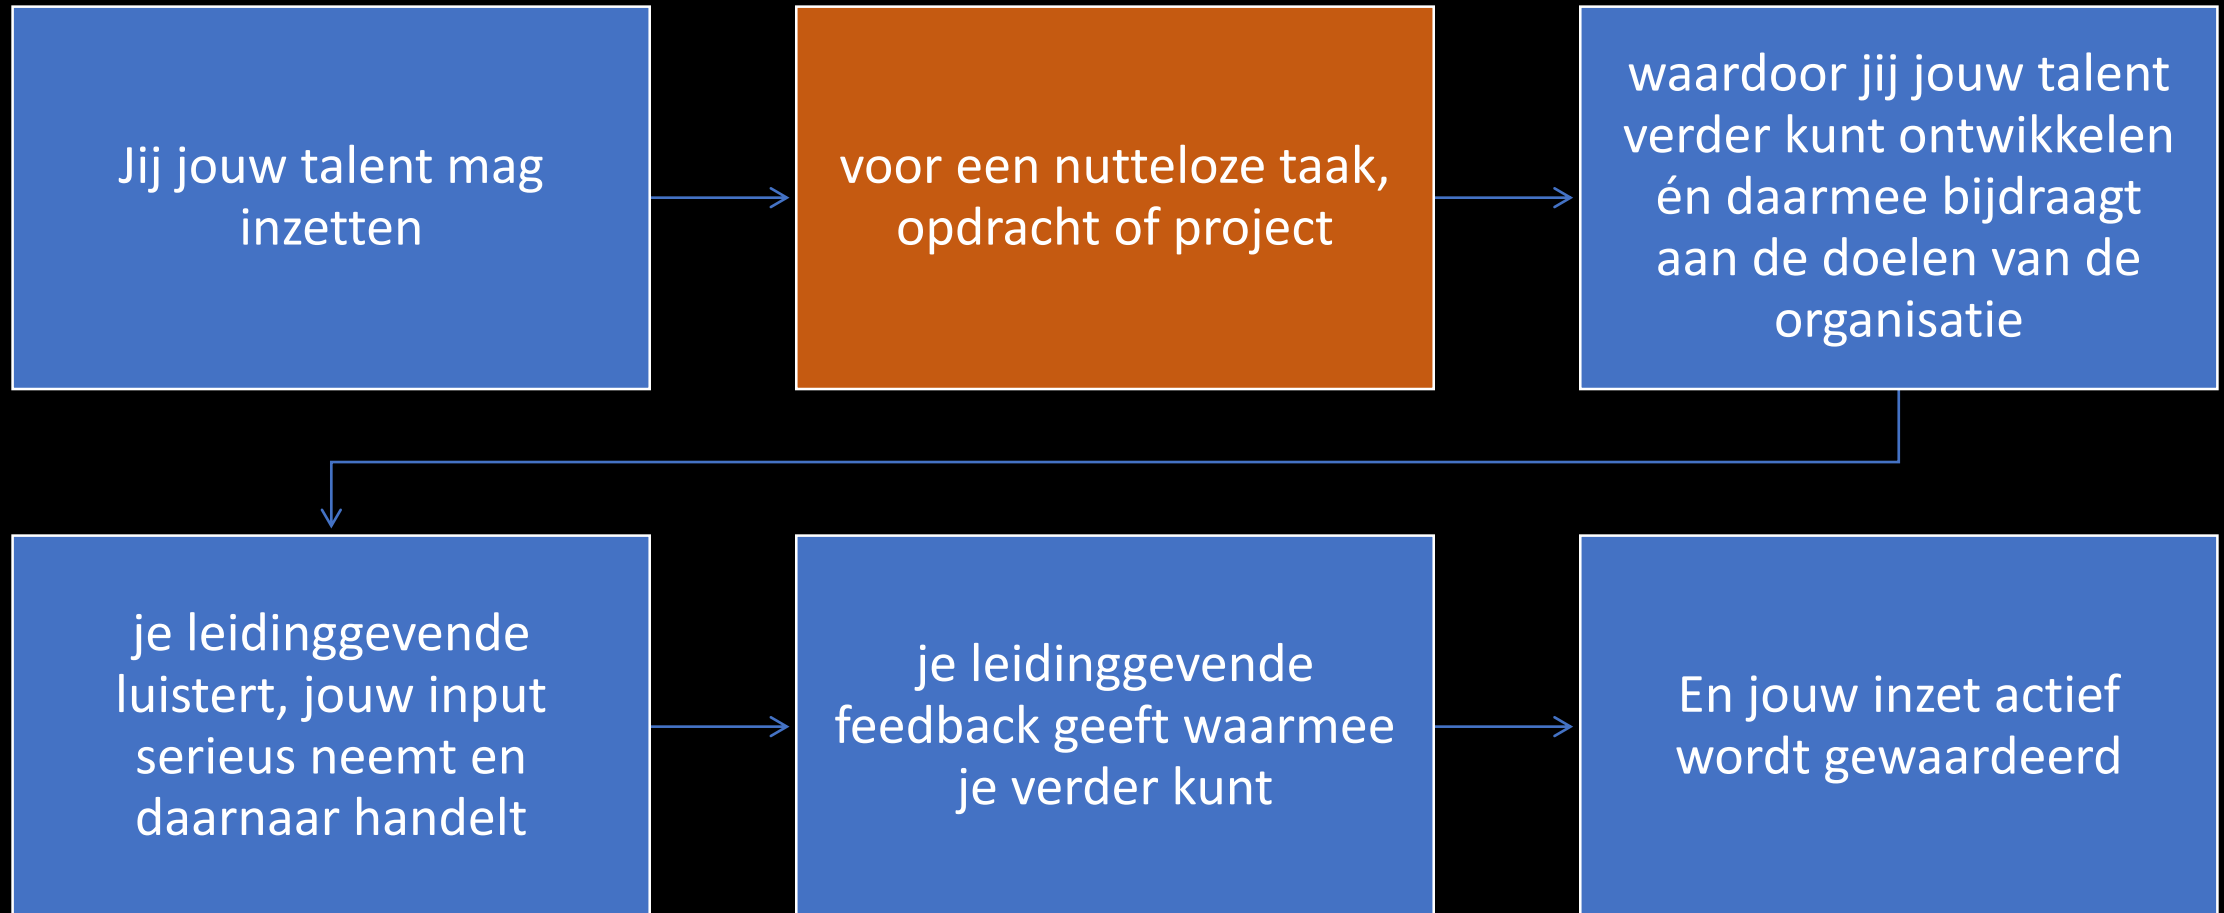 Jij jouw talent mag
inzetten
voor een nutteloze taak,
opdracht of project
waardoor jij jouw talent
verder kunt ontwikkelen
én daarmee bijdraagt
aan de doelen van de
organisatie
je leidinggevende
luistert, jouw input
serieus neemt en
daarnaar handelt
je leidinggevende
feedback geeft waarmee
je verder kunt
En jouw inzet actief
wordt gewaardeerd